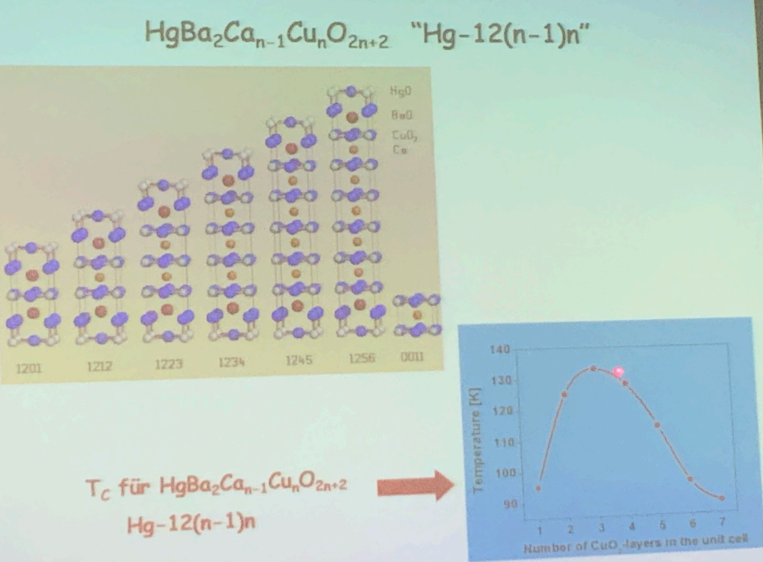 HgBa₂Caₙ₋₁CuₙO₂ₙ₊₂ "Hg-12(n-1)n"
HgO
BaO
CuO₂
Ca
1201 1212 1223 1234 1245 1256 0011
T_C für HgBa₂Caₙ₋₁CuₙO₂ₙ₊₂
Hg-12(n-1)n
140
130
120
110
100
90
Temperature [K]
1 2 3 4 5 6 7
Number of CuO₂-layers in the unit cell